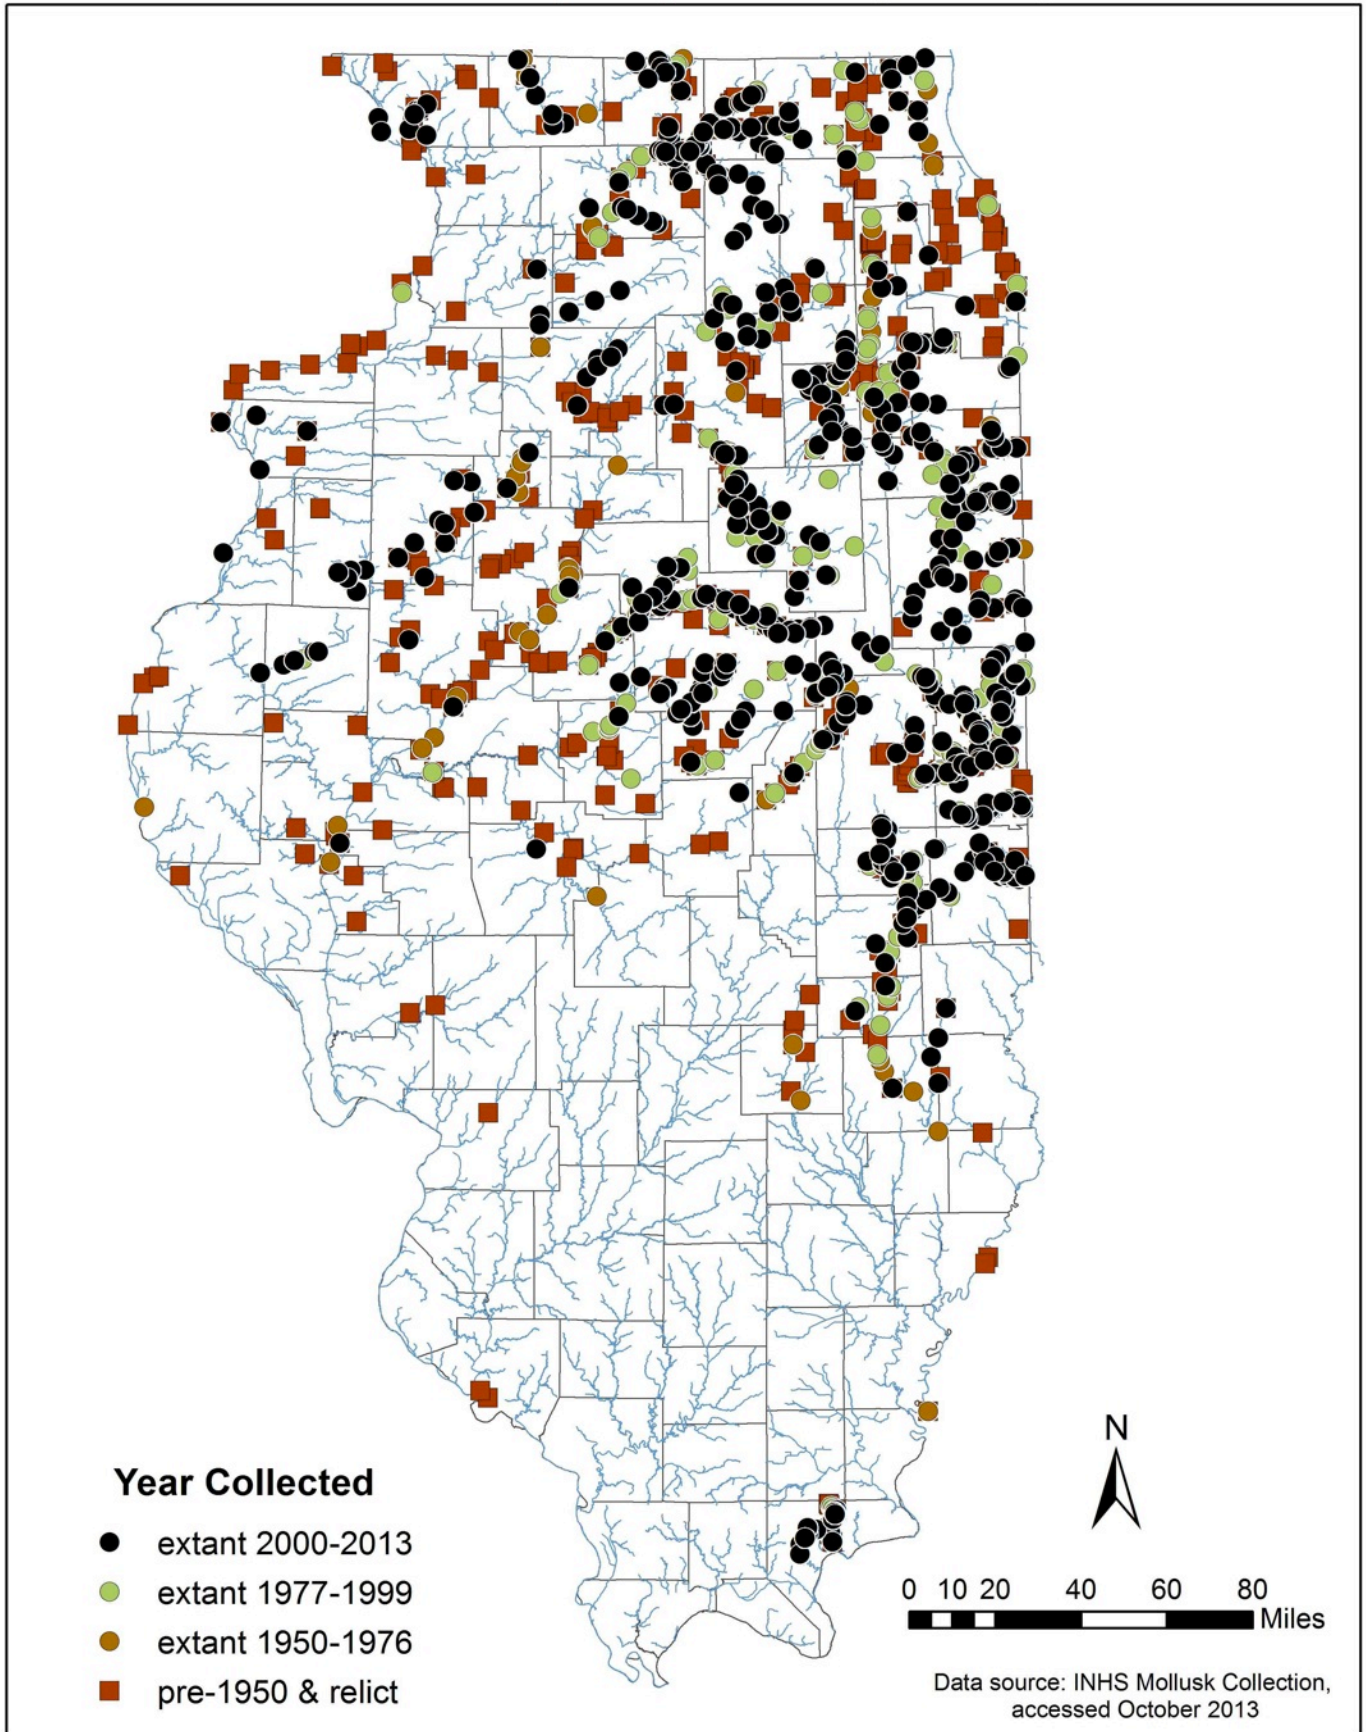 N
Year Collected
extant 2000-2013
extant 1977-1999
extant 1950-1976
pre-1950 & relict
0 10 20 40 60 80
Miles
Data source: INHS Mollusk Collection,
accessed October 2013